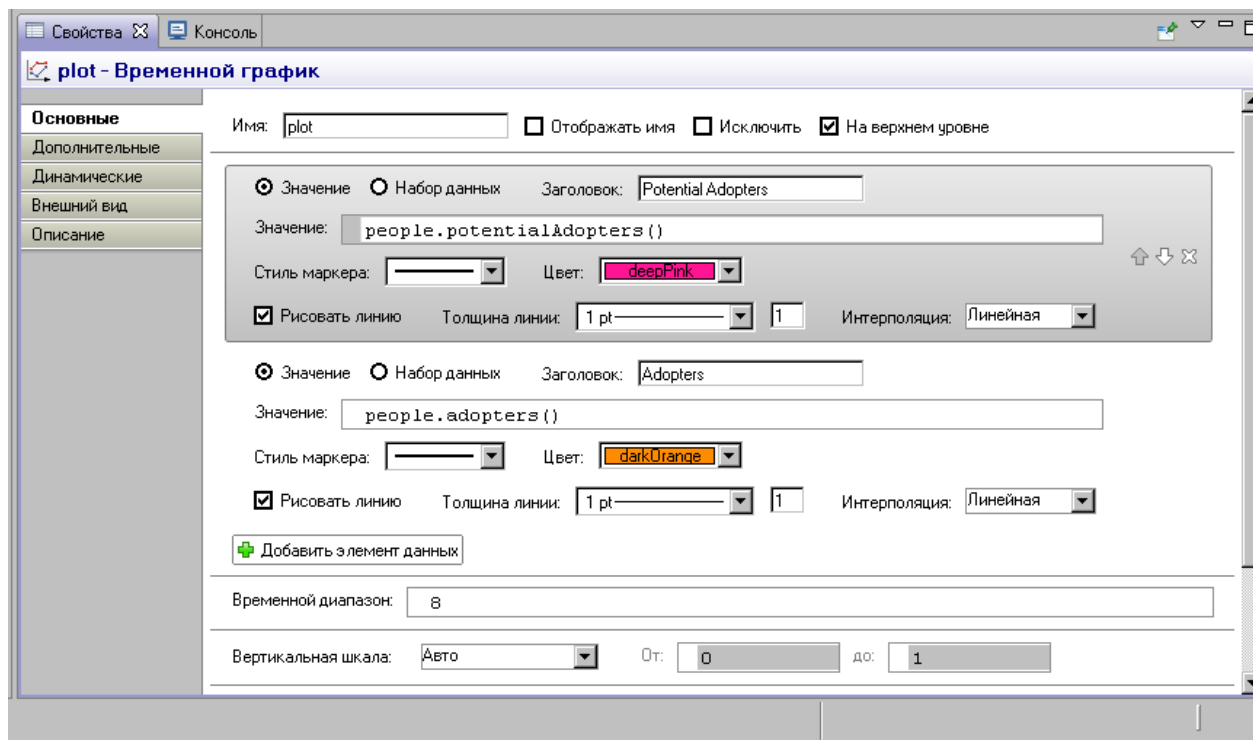 Свойства Консоль
plot - Временной график
Основные
Дополнительные
Динамические
Внешний вид
Описание
Имя: plot Отображать имя Исключить На верхнем уровне
Значение Набор данных Заголовок: Potential Adopters
Значение: people.potentialAdopters()
Стиль маркера: Цвет: deepPink
Рисовать линию Толщина линии: 1 pt 1 Интерполяция: Линейная
Значение Набор данных Заголовок: Adopters
Значение: people.adopters()
Стиль маркера: Цвет: darkOrange
Рисовать линию Толщина линии: 1 pt 1 Интерполяция: Линейная
Добавить элемент данных
Временной диапазон: 8
Вертикальная шкала: Авто От: 0 до: 1